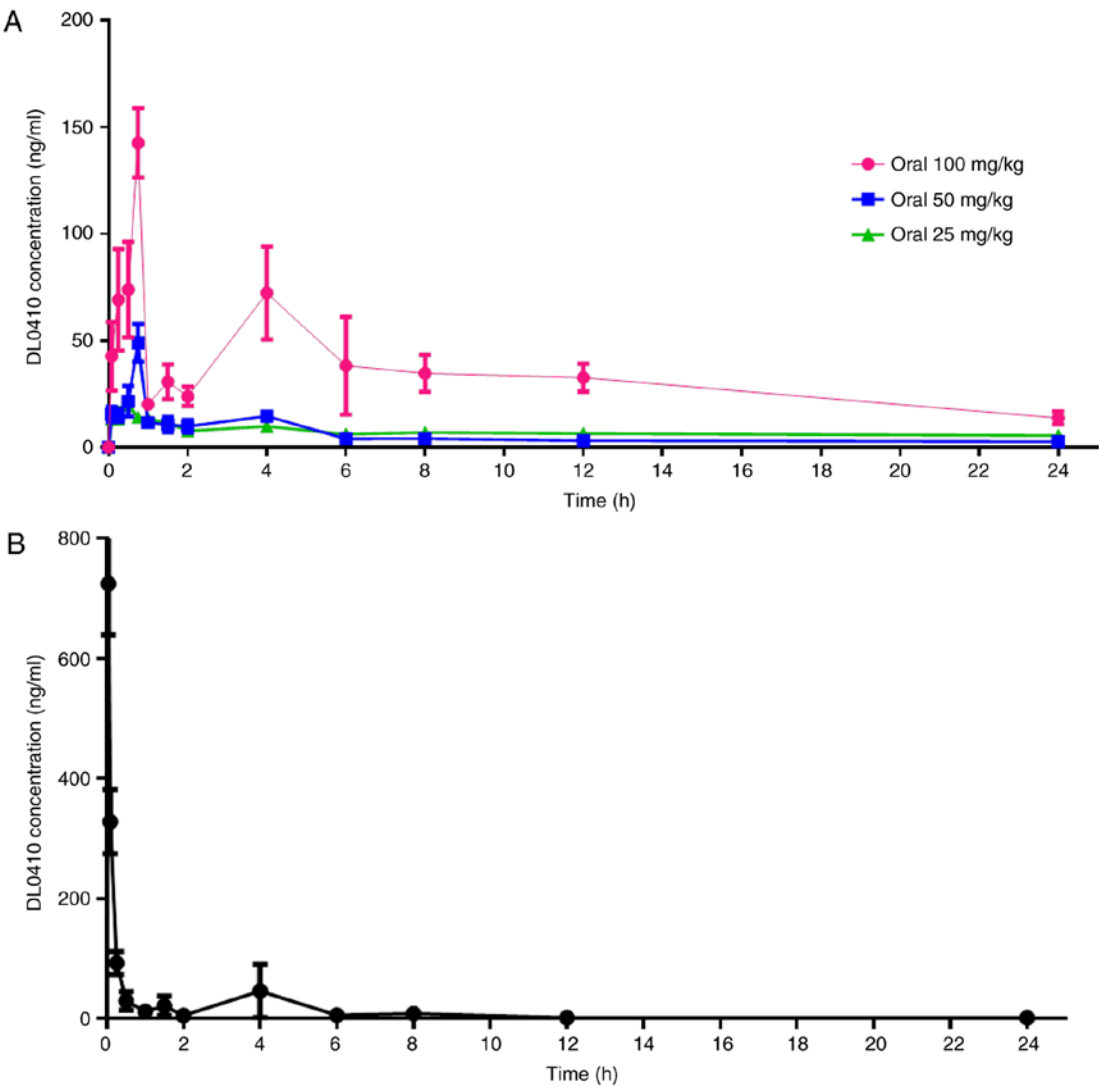 A
200
150
100
50
0
DL0410 concentration (ng/ml)
Oral 100 mg/kg
Oral 50 mg/kg
Oral 25 mg/kg
0 2 4 6 8 10 12 14 16 18 20 22 24
Time (h)
B
800
600
400
200
0
DL0410 concentration (ng/ml)
0 2 4 6 8 10 12 14 16 18 20 22 24
Time (h)